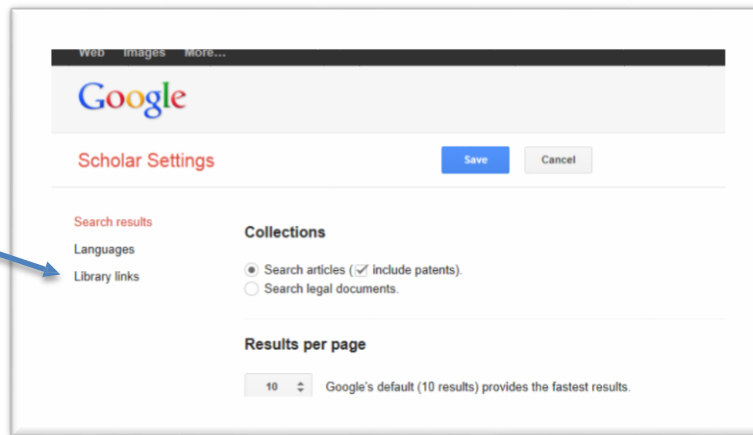 Web Images More...
Google
Scholar Settings
Save Cancel
Search results
Languages
Library links
Collections
Search articles ( include patents).
Search legal documents.
Results per page
10 Google's default (10 results) provides the fastest results.